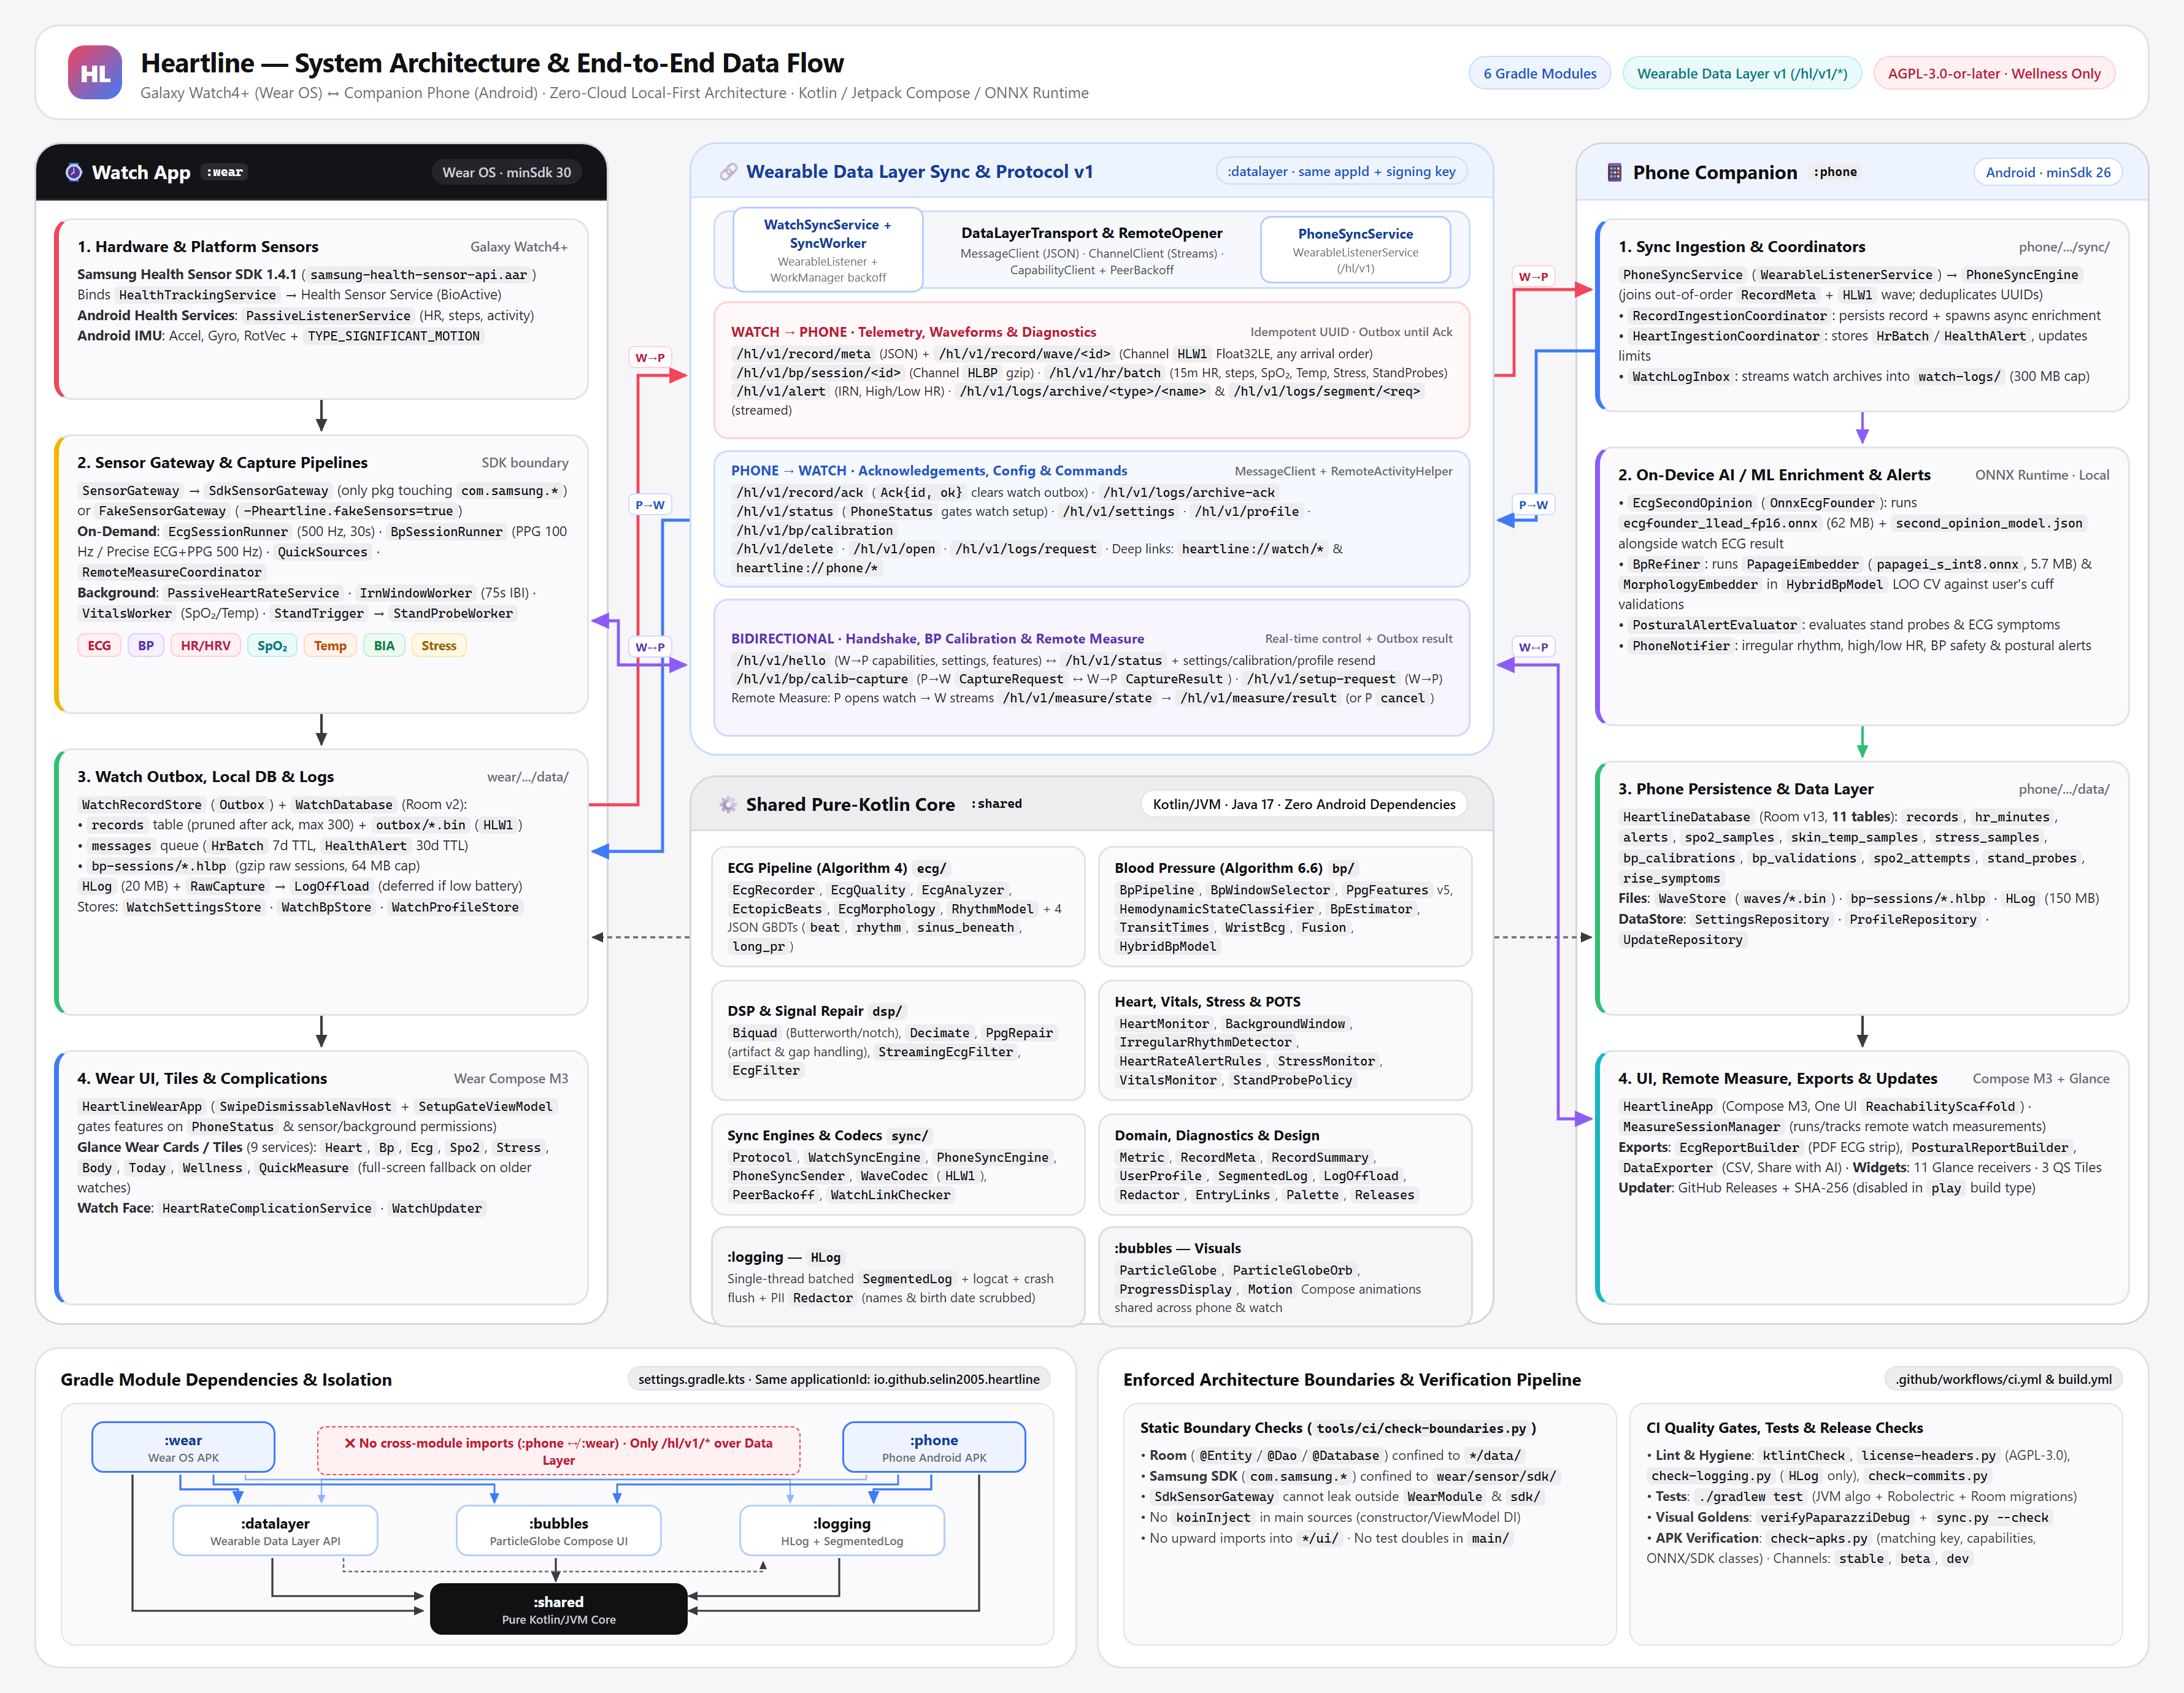 HL
Heartline — System Architecture & End-to-End Data Flow
Galaxy Watch4+ (Wear OS) ↔ Companion Phone (Android) · Zero-Cloud Local-First Architecture · Kotlin / Jetpack Compose / ONNX Runtime
6 Gradle Modules
Wearable Data Layer v1 (/hl/v1/*)
AGPL-3.0-or-later · Wellness Only
Watch App :wear
Wear OS · minSdk 30
1. Hardware & Platform Sensors
Galaxy Watch4+
Samsung Health Sensor SDK 1.4.1 ( samsung-health-sensor-api.aar )
Binds HealthTrackingService → Health Sensor Service (BioActive)
Android Health Services: PassiveListenerService (HR, steps, activity)
Android IMU: Accel, Gyro, RotVec + TYPE_SIGNIFICANT_MOTION
2. Sensor Gateway & Capture Pipelines
SDK boundary
SensorGateway → SdkSensorGateway (only pkg touching com.samsung.* )
or FakeSensorGateway ( -Pheartline.fakeSensors=true )
On-Demand: EcgSessionRunner (500 Hz, 30s) · BpSessionRunner (PPG 100
Hz / Precise ECG+PPG 500 Hz) · QuickSources ·
RemoteMeasureCoordinator
Background: PassiveHeartRateService · IrnWindowWorker (75s IBI) ·
VitalsWorker (SpO₂/Temp) · StandTrigger → StandProbeWorker
ECG BP HR/HRV SpO₂ Temp BIA Stress
3. Watch Outbox, Local DB & Logs
wear/.../data/
WatchRecordStore ( Outbox ) + WatchDatabase (Room v2):
• records table (pruned after ack, max 300) + outbox/*.bin ( HLW1 )
• messages queue ( HrBatch 7d TTL, HealthAlert 30d TTL)
• bp-sessions/*.hlbp (gzip raw sessions, 64 MB cap)
HLog (20 MB) + RawCapture → LogOffload (deferred if low battery)
Stores: WatchSettingsStore · WatchBpStore · WatchProfileStore
4. Wear UI, Tiles & Complications
Wear Compose M3
HeartlineWearApp ( SwipeDismissableNavHost + SetupGateViewModel
gates features on PhoneStatus & sensor/background permissions)
Glance Wear Cards / Tiles (9 services): Heart , Bp , Ecg , Spo2 , Stress ,
Body , Today , Wellness , QuickMeasure (full-screen fallback on older
watches)
Watch Face: HeartRateComplicationService · WatchUpdater
W→P
P→W
W↔P
Wearable Data Layer Sync & Protocol v1
:datalayer · same appId + signing key
WatchSyncService +
SyncWorker
WearableListener +
WorkManager backoff
DataLayerTransport & RemoteOpener
MessageClient (JSON) · ChannelClient (Streams) ·
CapabilityClient + PeerBackoff
PhoneSyncService
WearableListenerService
(/hl/v1)
WATCH → PHONE · Telemetry, Waveforms & Diagnostics
Idempotent UUID · Outbox until Ack
/hl/v1/record/meta (JSON) + /hl/v1/record/wave/<id> (Channel HLW1 Float32LE, any arrival order)
/hl/v1/bp/session/<id> (Channel HLBP gzip) · /hl/v1/hr/batch (15m HR, steps, SpO₂, Temp, Stress, StandProbes)
/hl/v1/alert (IRN, High/Low HR) · /hl/v1/logs/archive/<type>/<name> & /hl/v1/logs/segment/<req>
(streamed)
PHONE → WATCH · Acknowledgements, Config & Commands
MessageClient + RemoteActivityHelper
/hl/v1/record/ack ( Ack{id, ok} clears watch outbox) · /hl/v1/logs/archive-ack
/hl/v1/status ( PhoneStatus gates watch setup) · /hl/v1/settings · /hl/v1/profile ·
/hl/v1/bp/calibration
/hl/v1/delete · /hl/v1/open · /hl/v1/logs/request · Deep links: heartline://watch/* &
heartline://phone/*
BIDIRECTIONAL · Handshake, BP Calibration & Remote Measure
Real-time control + Outbox result
/hl/v1/hello (W→P capabilities, settings, features) ↔ /hl/v1/status + settings/calibration/profile resend
/hl/v1/bp/calib-capture (P→W CaptureRequest ↔ W→P CaptureResult ) · /hl/v1/setup-request (W→P)
Remote Measure: P opens watch → W streams /hl/v1/measure/state → /hl/v1/measure/result (or P cancel )
Shared Pure-Kotlin Core :shared
Kotlin/JVM · Java 17 · Zero Android Dependencies
ECG Pipeline (Algorithm 4) ecg/
EcgRecorder , EcgQuality , EcgAnalyzer ,
EctopicBeats , EcgMorphology , RhythmModel + 4
JSON GBDTs ( beat , rhythm , sinus_beneath ,
long_pr )
Blood Pressure (Algorithm 6.6) bp/
BpPipeline , BpWindowSelector , PpgFeatures v5,
HemodynamicStateClassifier , BpEstimator ,
TransitTimes , WristBcg , Fusion ,
HybridBpModel
DSP & Signal Repair dsp/
Biquad (Butterworth/notch), Decimate , PpgRepair
(artifact & gap handling), StreamingEcgFilter ,
EcgFilter
Heart, Vitals, Stress & POTS
HeartMonitor , BackgroundWindow ,
IrregularRhythmDetector ,
HeartRateAlertRules , StressMonitor ,
VitalsMonitor , StandProbePolicy
Sync Engines & Codecs sync/
Protocol , WatchSyncEngine , PhoneSyncEngine ,
PhoneSyncSender , WaveCodec ( HLW1 ),
PeerBackoff , WatchLinkChecker
Domain, Diagnostics & Design
Metric , RecordMeta , RecordSummary ,
UserProfile , SegmentedLog , LogOffload ,
Redactor , EntryLinks , Palette , Releases
:logging — HLog
Single-thread batched SegmentedLog + logcat + crash
flush + PII Redactor (names & birth date scrubbed)
:bubbles — Visuals
ParticleGlobe , ParticleGlobeOrb ,
ProgressDisplay , Motion Compose animations
shared across phone & watch
W→P
P→W
W↔P
Phone Companion :phone
Android · minSdk 26
1. Sync Ingestion & Coordinators
phone/.../sync/
PhoneSyncService ( WearableListenerService ) → PhoneSyncEngine
(joins out-of-order RecordMeta + HLW1 wave; deduplicates UUIDs)
• RecordIngestionCoordinator : persists record + spawns async enrichment
• HeartIngestionCoordinator : stores HrBatch / HealthAlert , updates
limits
• WatchLogInbox : streams watch archives into watch-logs/ (300 MB cap)
2. On-Device AI / ML Enrichment & Alerts
ONNX Runtime · Local
• EcgSecondOpinion ( OnnxEcgFounder ): runs
ecgfounder_1lead_fp16.onnx (62 MB) + second_opinion_model.json
alongside watch ECG result
• BpRefiner : runs PapageiEmbedder ( papagei_s_int8.onnx , 5.7 MB) &
MorphologyEmbedder in HybridBpModel LOO CV against user's cuff
validations
• PosturalAlertEvaluator : evaluates stand probes & ECG symptoms
• PhoneNotifier : irregular rhythm, high/low HR, BP safety & postural alerts
3. Phone Persistence & Data Layer
phone/.../data/
HeartlineDatabase (Room v13, 11 tables): records , hr_minutes ,
alerts , spo2_samples , skin_temp_samples , stress_samples ,
bp_calibrations , bp_validations , spo2_attempts , stand_probes ,
rise_symptoms
Files: WaveStore ( waves/*.bin ) · bp-sessions/*.hlbp · HLog (150 MB)
DataStore: SettingsRepository · ProfileRepository ·
UpdateRepository
4. UI, Remote Measure, Exports & Updates
Compose M3 + Glance
HeartlineApp (Compose M3, One UI ReachabilityScaffold ) ·
MeasureSessionManager (runs/tracks remote watch measurements)
Exports: EcgReportBuilder (PDF ECG strip), PosturalReportBuilder ,
DataExporter (CSV, Share with AI) · Widgets: 11 Glance receivers · 3 QS Tiles
Updater: GitHub Releases + SHA-256 (disabled in play build type)
Gradle Module Dependencies & Isolation
settings.gradle.kts · Same applicationId: io.github.selin2005.heartline
:wear
Wear OS APK
❌ No cross-module imports (:phone ↮ :wear) · Only /hl/v1/* over Data
Layer
:phone
Phone Android APK
:datalayer
Wearable Data Layer API
:bubbles
ParticleGlobe Compose UI
:logging
HLog + SegmentedLog
:shared
Pure Kotlin/JVM Core
Enforced Architecture Boundaries & Verification Pipeline
.github/workflows/ci.yml & build.yml
Static Boundary Checks ( tools/ci/check-boundaries.py )
• Room ( @Entity / @Dao / @Database ) confined to */data/
• Samsung SDK ( com.samsung.* ) confined to wear/sensor/sdk/
• SdkSensorGateway cannot leak outside WearModule & sdk/
• No koinInject in main sources (constructor/ViewModel DI)
• No upward imports into */ui/ · No test doubles in main/
CI Quality Gates, Tests & Release Checks
• Lint & Hygiene: ktlintCheck , license-headers.py (AGPL-3.0),
check-logging.py ( HLog only), check-commits.py
• Tests: ./gradlew test (JVM algo + Robolectric + Room migrations)
• Visual Goldens: verifyPaparazziDebug + sync.py --check
• APK Verification: check-apks.py (matching key, capabilities,
ONNX/SDK classes) · Channels: stable , beta , dev